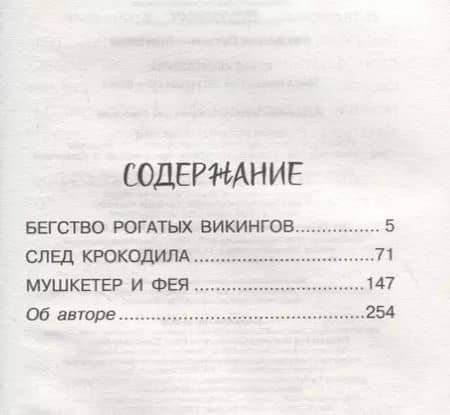 СОДЕРЖАНИЕ
БЕГСТВО РОГАТЫХ ВИКИНГОВ................ 5
СЛЕД КРОКОДИЛА..................................71
МУШКЕТЕР И ФЕЯ.................................147
Об авторе..............................................254